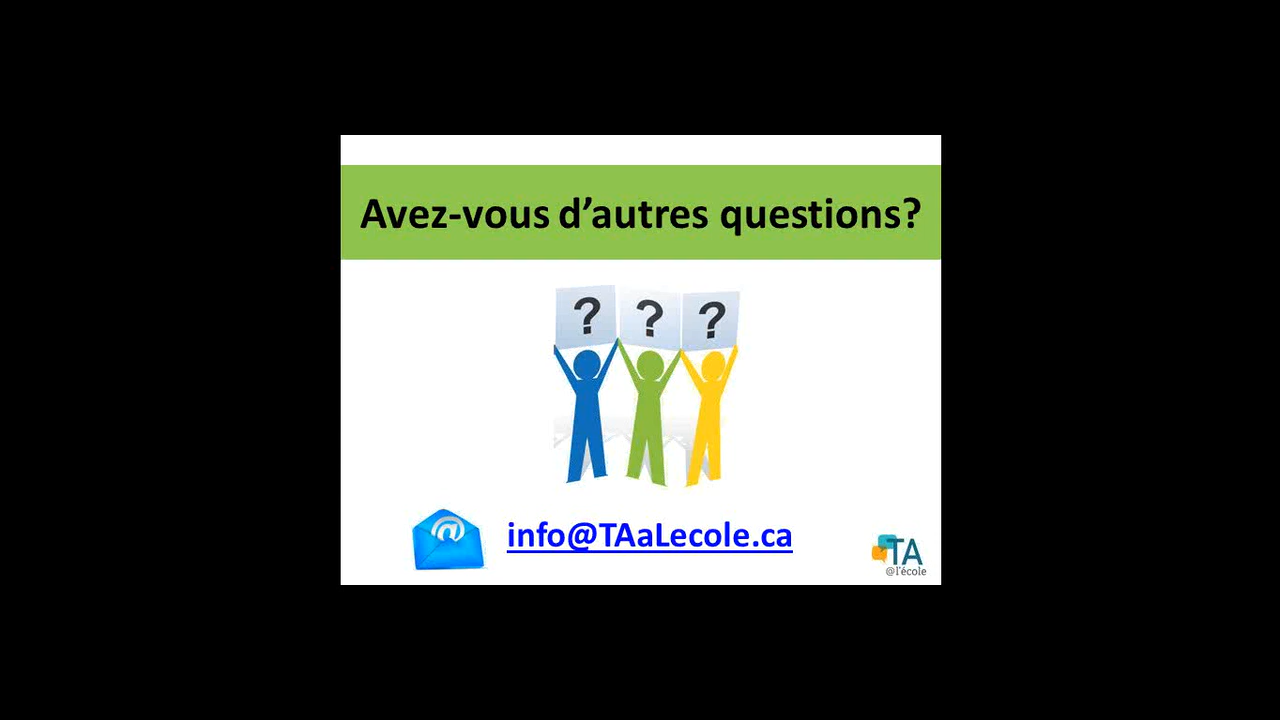 Avez-vous d’autres questions?
? ? ?
@
info@TAaLecole.ca
TA
@l'école